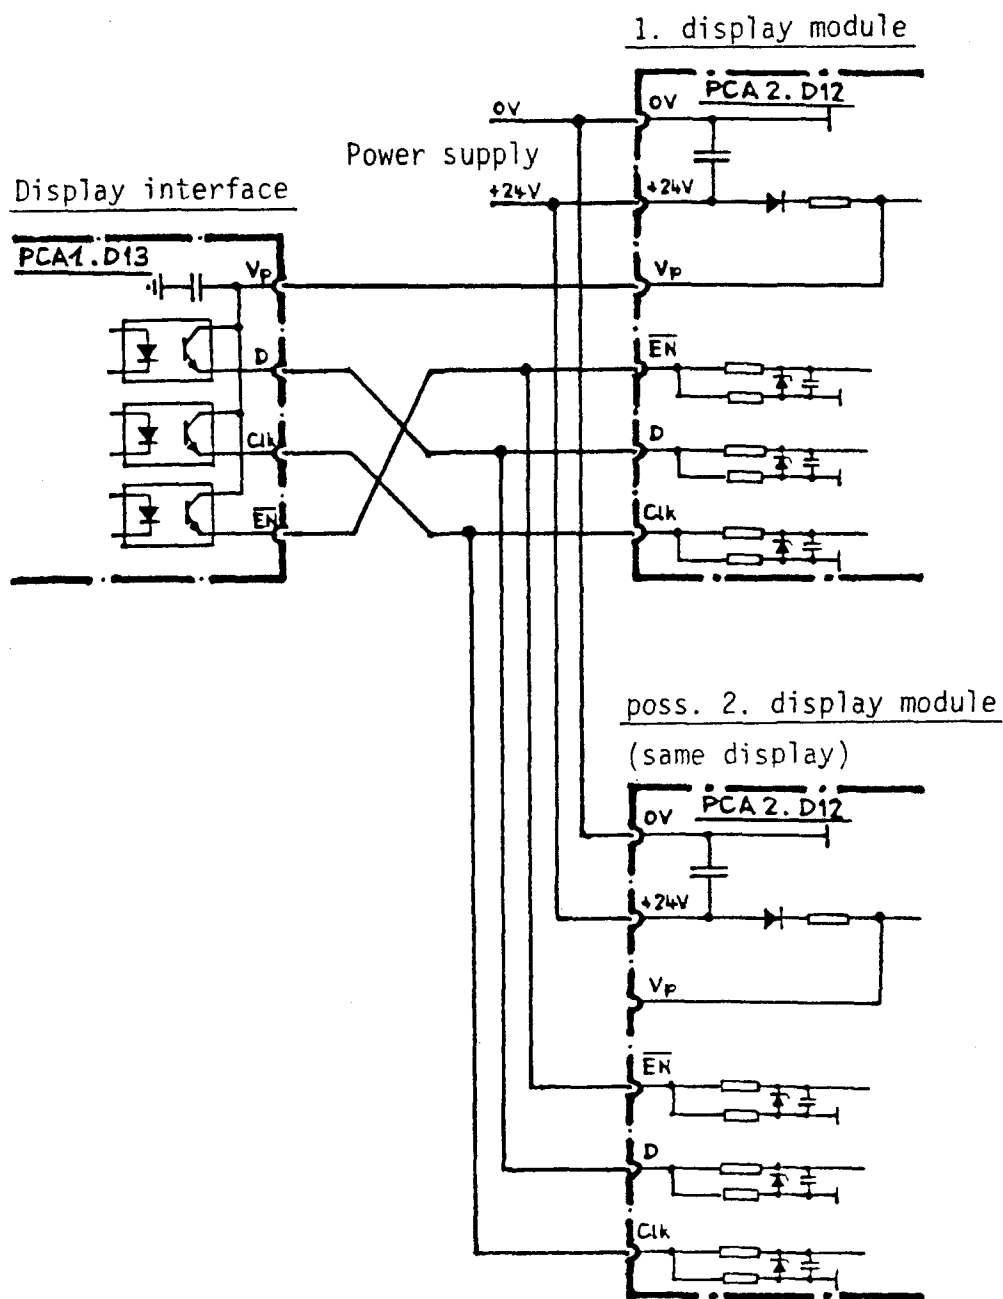 1. display module
PCA 2. D12
0V
0V
Power supply
+24V
+24V
Display interface
PCA1. D13
Vp
Vp
EN
D
D
Clk
Clk
EN
poss. 2. display module
(same display)
PCA 2. D12
0V
+24V
Vp
EN
D
Clk